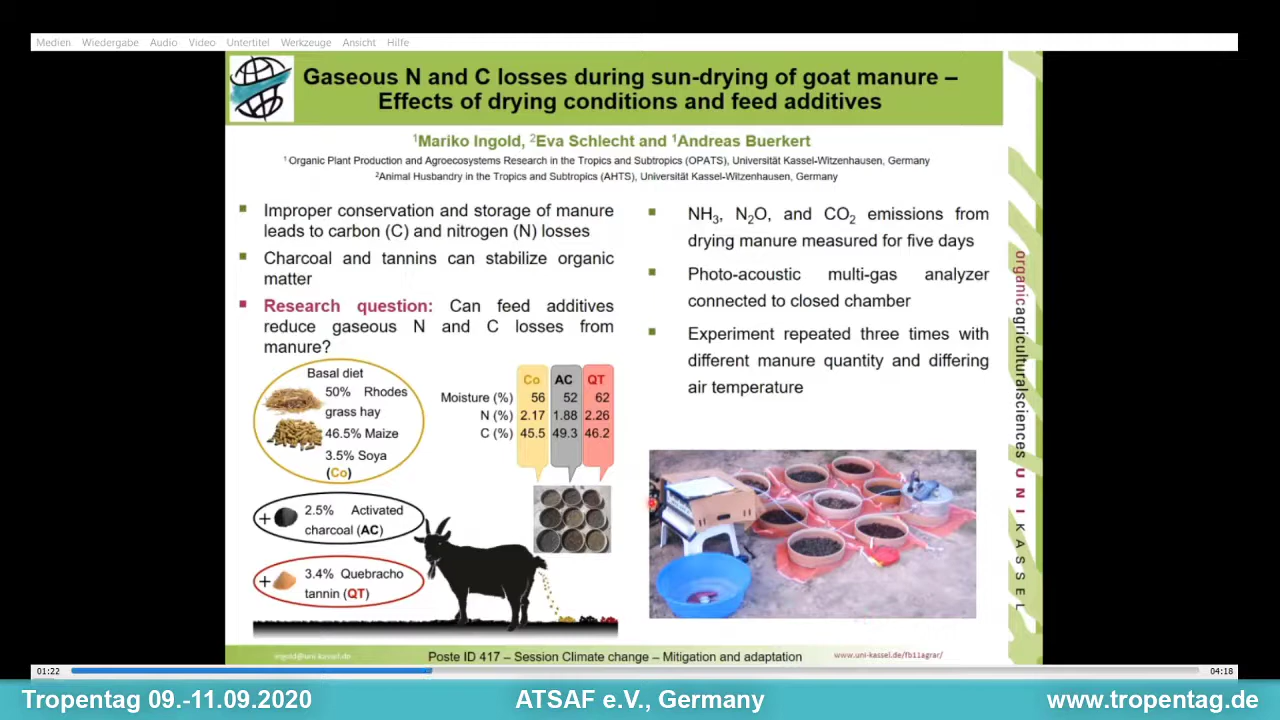 Medien Wiedergabe Audio Video Untertitel Werkzeuge Ansicht Hilfe
Gaseous N and C losses during sun-drying of goat manure –
Effects of drying conditions and feed additives
¹Mariko Ingold, ²Eva Schlecht and ¹Andreas Buerkert
¹ Organic Plant Production and Agroecosystems Research in the Tropics and Subtropics (OPATS), Universität Kassel-Witzenhausen, Germany
²Animal Husbandry in the Tropics and Subtropics (AHTS), Universität Kassel-Witzenhausen, Germany
Improper conservation and storage of manure
leads to carbon (C) and nitrogen (N) losses
Charcoal and tannins can stabilize organic
matter
Research question: Can feed additives
reduce gaseous N and C losses from
manure?
Basal diet
50% Rhodes
grass hay
46.5% Maize
3.5% Soya
(Co)
+ 2.5% Activated
charcoal (AC)
+ 3.4% Quebracho
tannin (QT)
Co AC QT
Moisture (%) 56 52 62
N (%) 2.17 1.88 2.26
C (%) 45.5 49.3 46.2
NH₃, N₂O, and CO₂ emissions from
drying manure measured for five days
Photo-acoustic multi-gas analyzer
connected to closed chamber
Experiment repeated three times with
different manure quantity and differing
air temperature
organicagriculturalsciences UNIKASSEL
ingold@uni-kassel.de
Poste ID 417 – Session Climate change – Mitigation and adaptation
www.uni-kassel.de/fb11agrar/
01:22
04:18
Tropentag 09.-11.09.2020
ATSAF e.V., Germany
www.tropentag.de